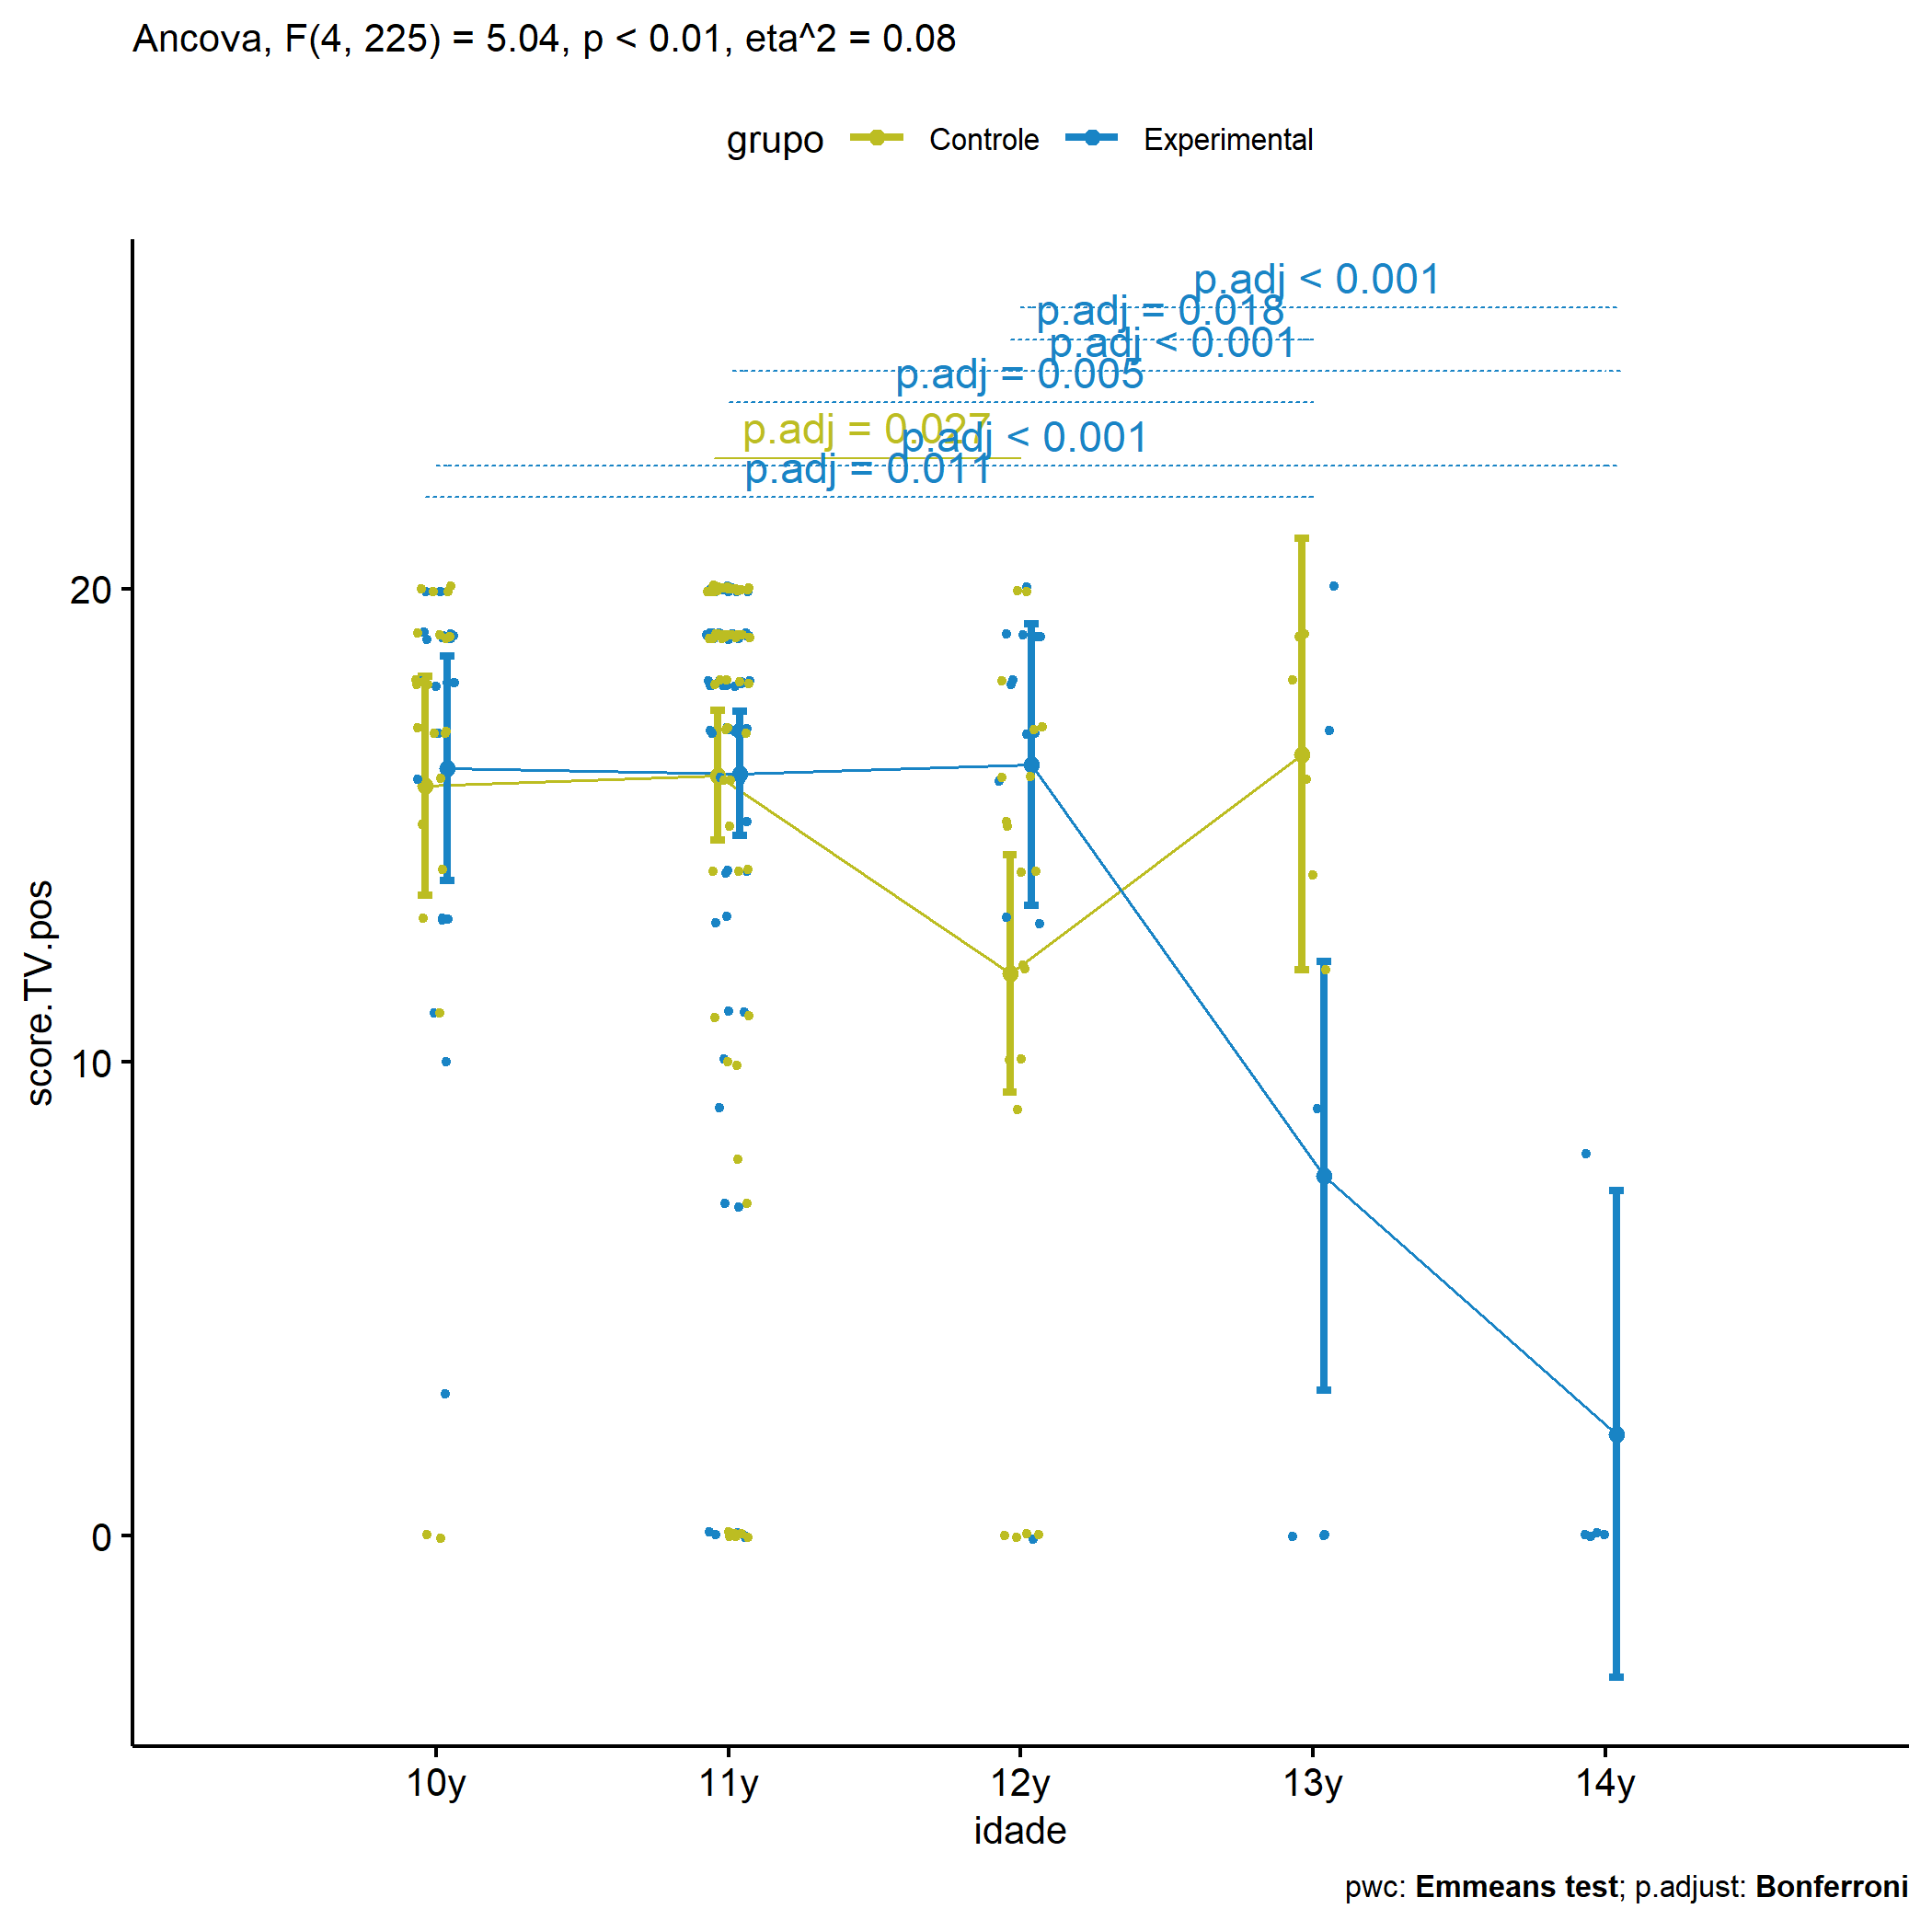 Ancova, F(4, 225) = 5.04, p < 0.01, eta^2 = 0.08
grupo Controle Experimental
p.adj < 0.001
p.adj = 0.018
p.adj < 0.001
p.adj = 0.005
p.adj = 0.027
p.adj < 0.001
p.adj = 0.011
20
10
0
score.TV.pos
10y 11y 12y 13y 14y
idade
pwc: Emmeans test; p.adjust: Bonferroni